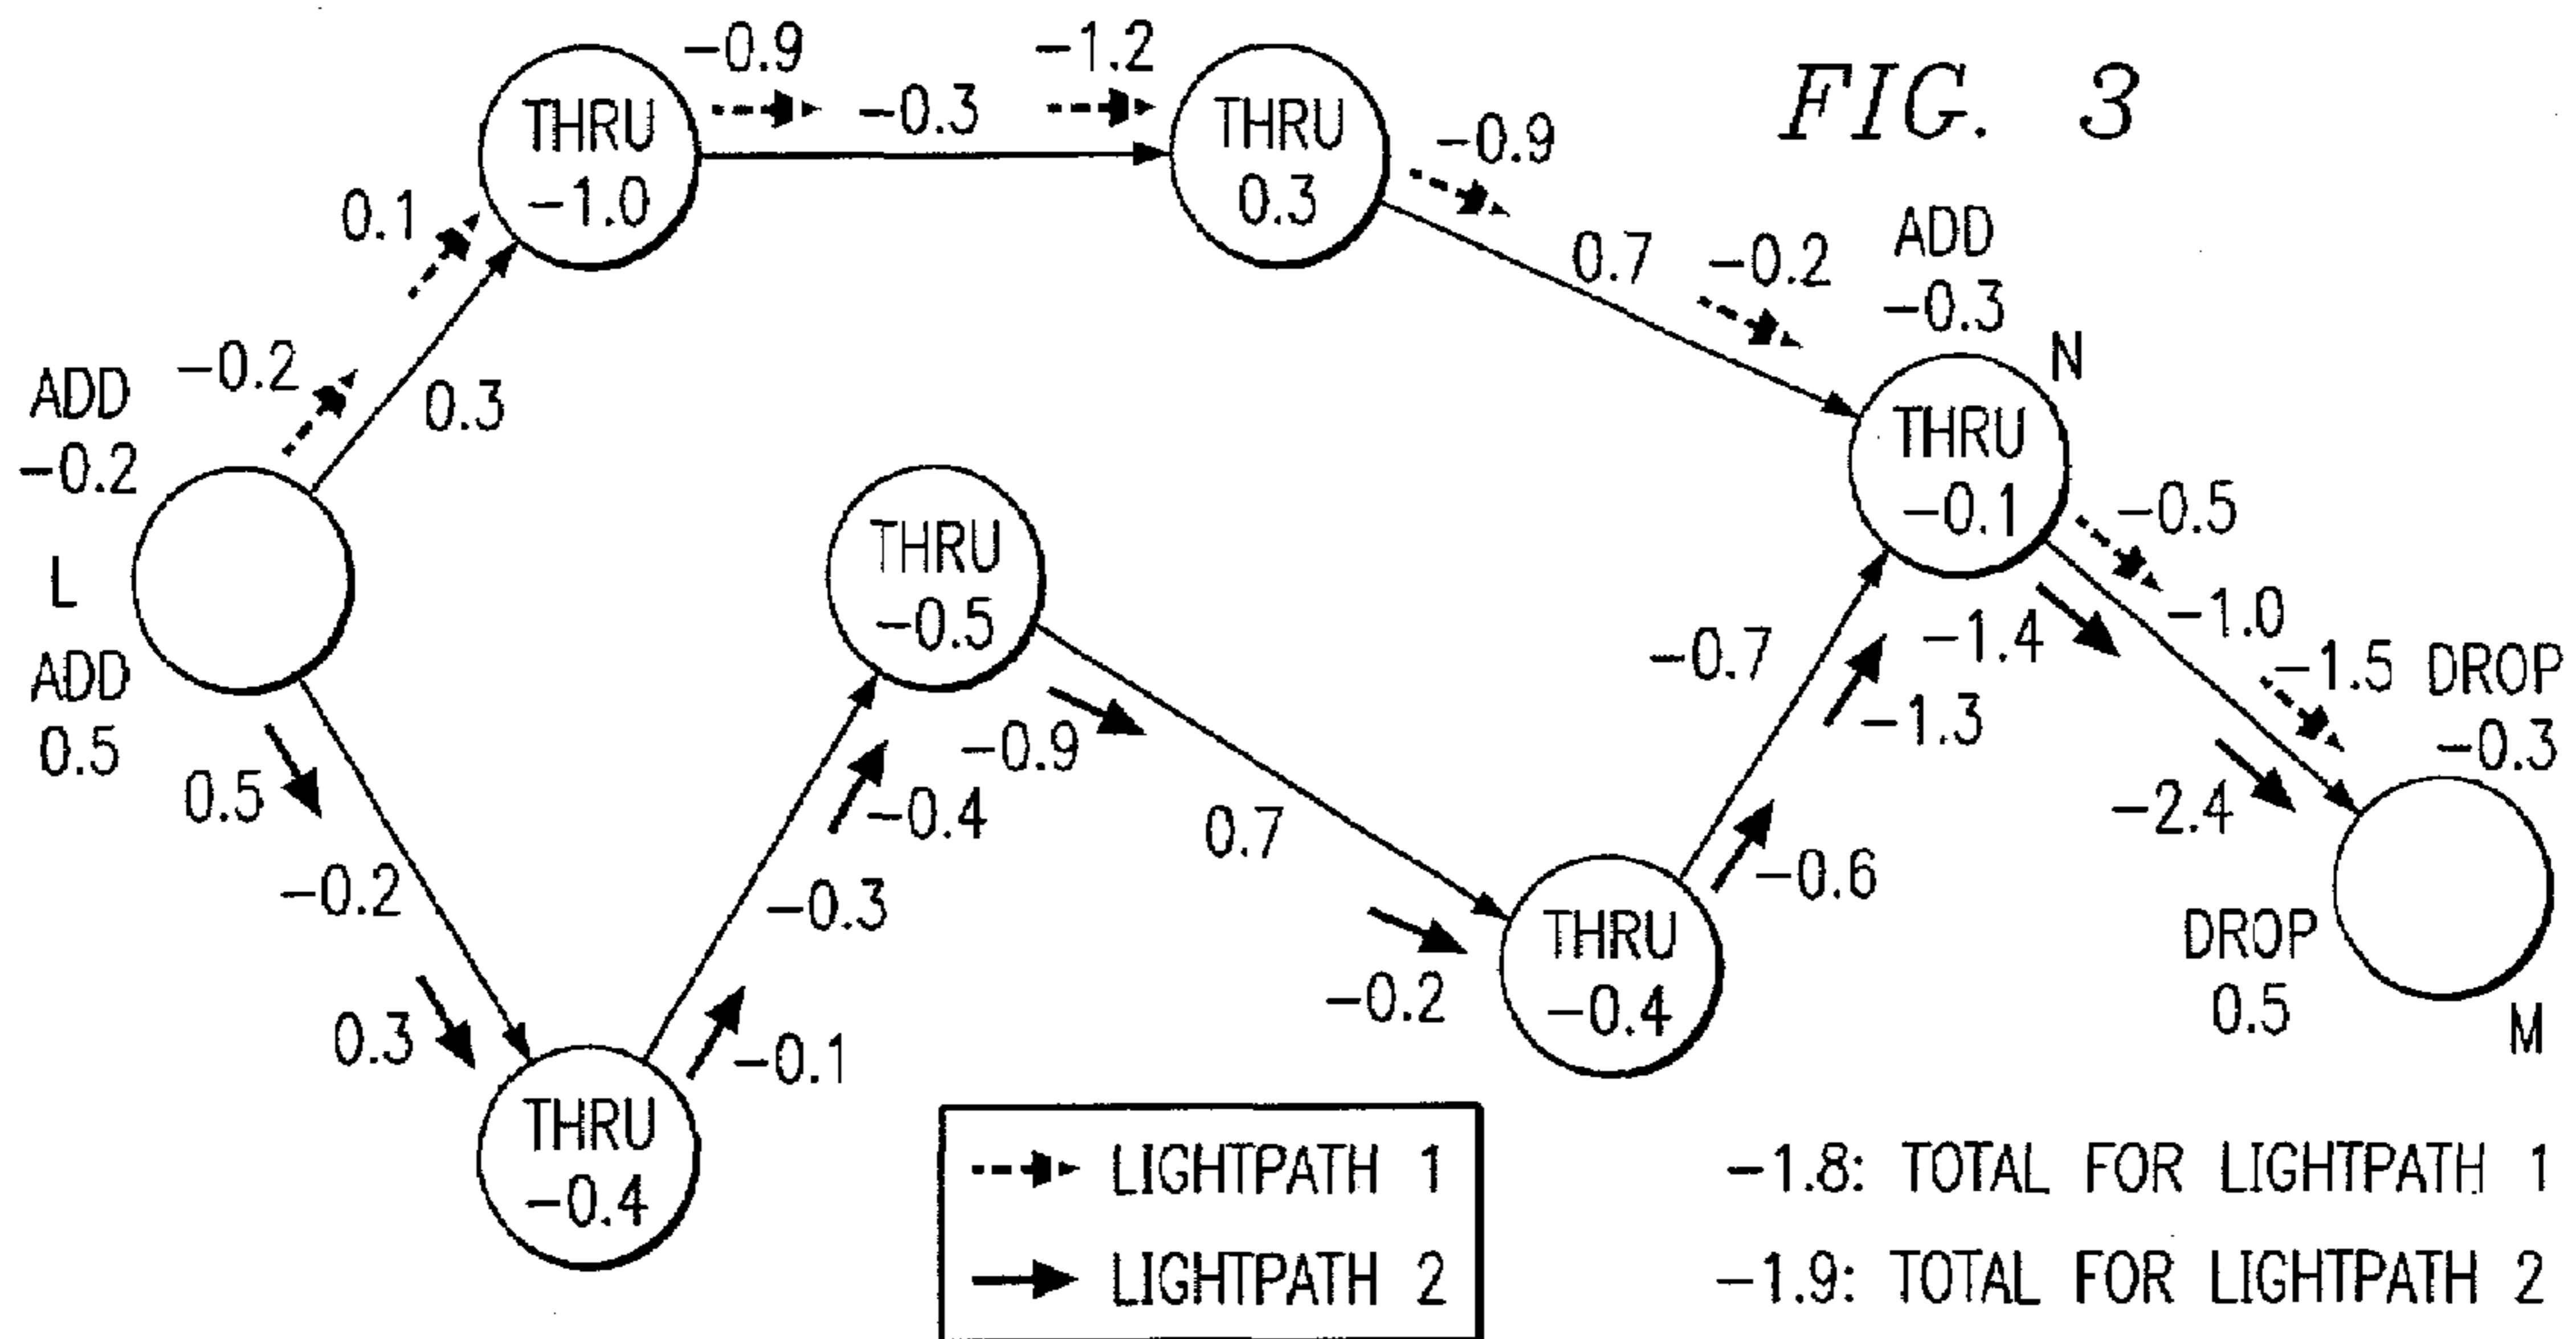 FIG. 3
-0.9
-1.2
-0.3
THRU
-1.0
THRU
0.3
-0.9
0.1
0.7
-0.2
ADD
-0.3
N
-0.2
0.3
ADD
-0.2
THRU
-0.1
-0.5
L
THRU
-0.5
-1.0
-1.4
-0.7
-1.5
DROP
-0.3
ADD
0.5
0.5
-0.9
-1.3
-0.4
0.7
-2.4
-0.2
-0.3
-0.6
THRU
-0.4
DROP
0.5
M
-0.2
0.3
-0.1
THRU
-0.4
LIGHTPATH 1
LIGHTPATH 2
-1.8: TOTAL FOR LIGHTPATH 1
-1.9: TOTAL FOR LIGHTPATH 2